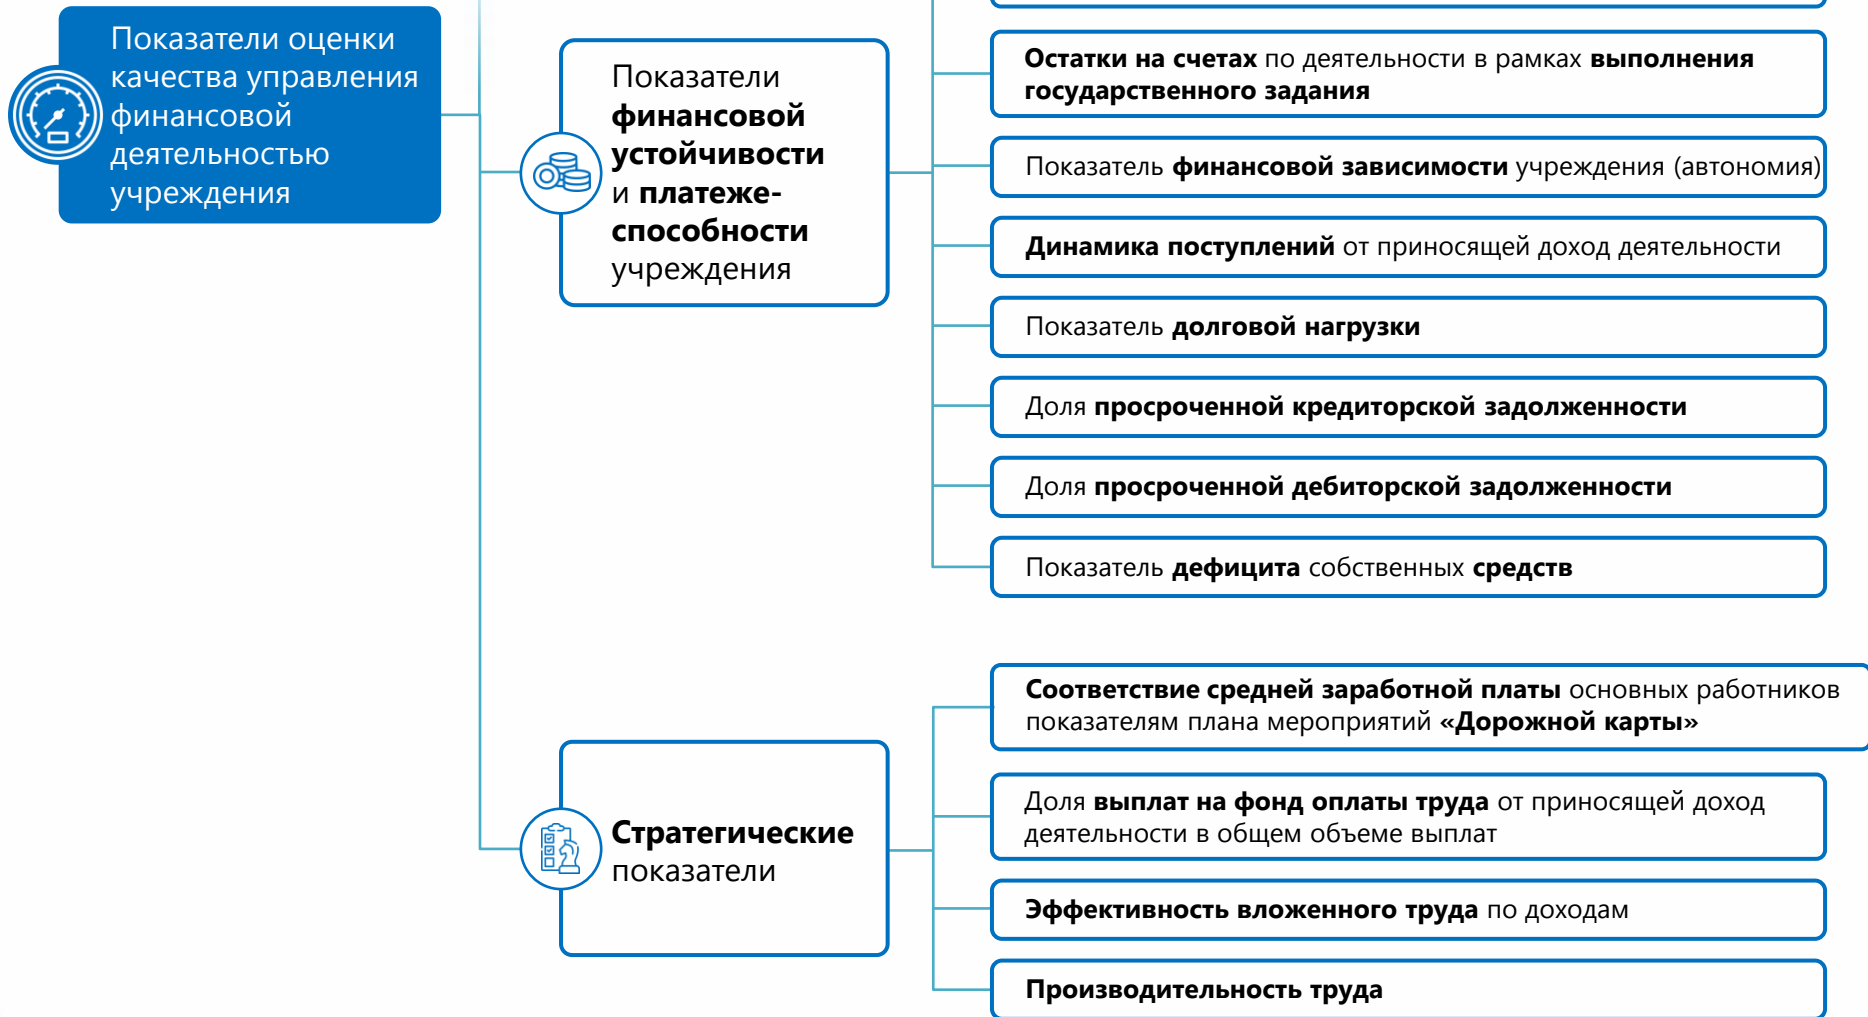 Показатели оценки
качества управления
финансовой
деятельностью
учреждения
Показатели
финансовой
устойчивости
и платеже-
способности
учреждения
Остатки на счетах по деятельности в рамках выполнения
государственного задания
Показатель финансовой зависимости учреждения (автономия)
Динамика поступлений от приносящей доход деятельности
Показатель долговой нагрузки
Доля просроченной кредиторской задолженности
Доля просроченной дебиторской задолженности
Показатель дефицита собственных средств
Стратегические
показатели
Соответствие средней заработной платы основных работников
показателям плана мероприятий «Дорожной карты»
Доля выплат на фонд оплаты труда от приносящей доход
деятельности в общем объеме выплат
Эффективность вложенного труда по доходам
Производительность труда